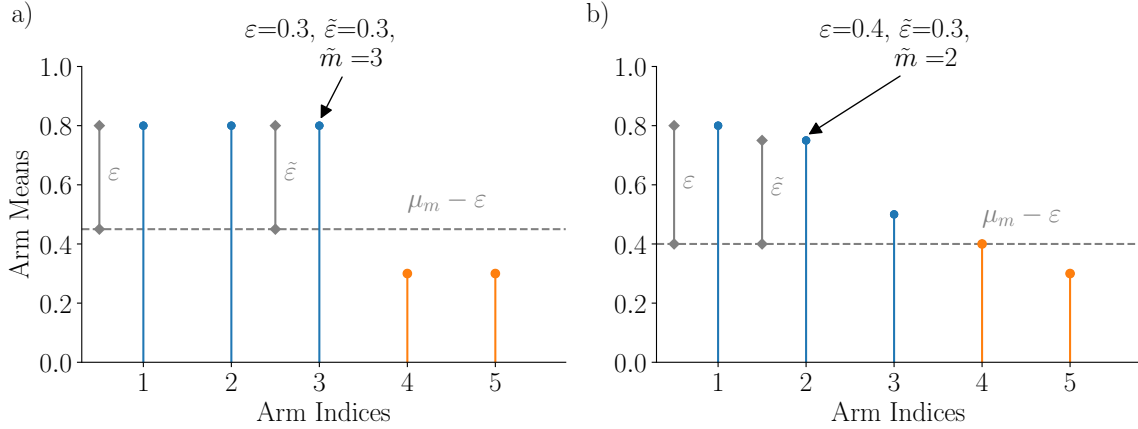 a)
ε=0.3, ε̃=0.3,
m̃ =3
1.0
0.8
0.6
0.4
0.2
0.0
Arm Means
ε
ε̃
μₘ − ε
1 2 3 4 5
Arm Indices
b)
ε=0.4, ε̃=0.3,
m̃ =2
1.0
0.8
0.6
0.4
0.2
0.0
ε
ε̃
μₘ − ε
1 2 3 4 5
Arm Indices